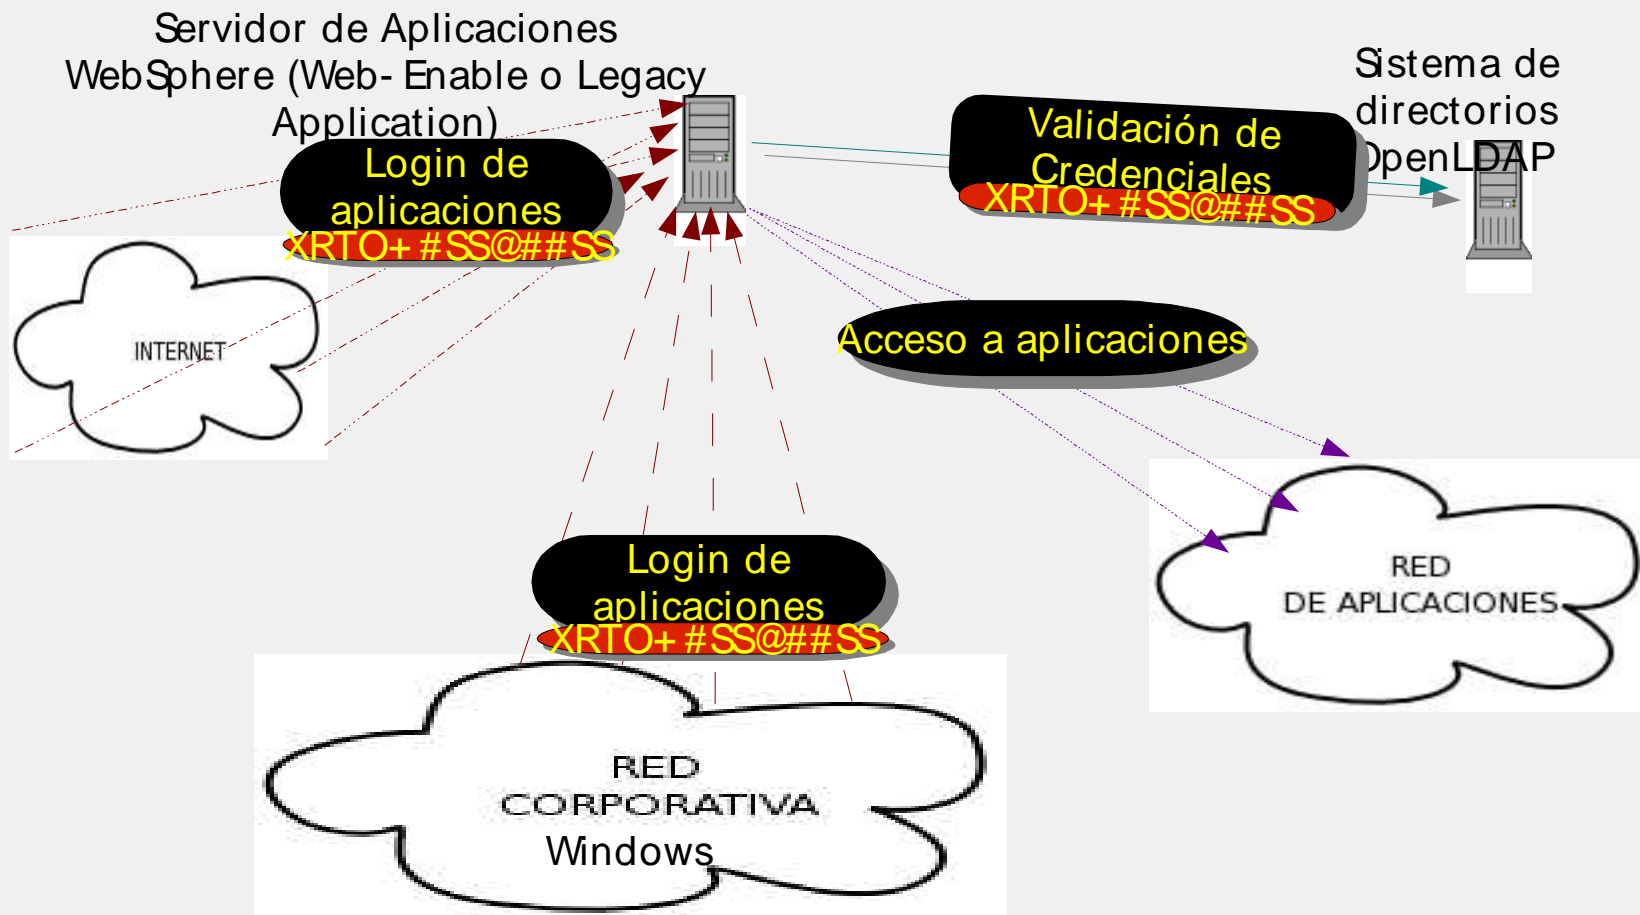 Servidor de Aplicaciones
WebSphere (Web- Enable o Legacy
Application)
Sistema de
directorios
OpenLDAP
Validación de
Credenciales
XRTO+ #SS@##SS
Login de
aplicaciones
XRTO+ #SS@##SS
INTERNET
Acceso a aplicaciones
Login de
aplicaciones
XRTO+ #SS@##SS
RED
DE APLICACIONES
RED
CORPORATIVA
Windows